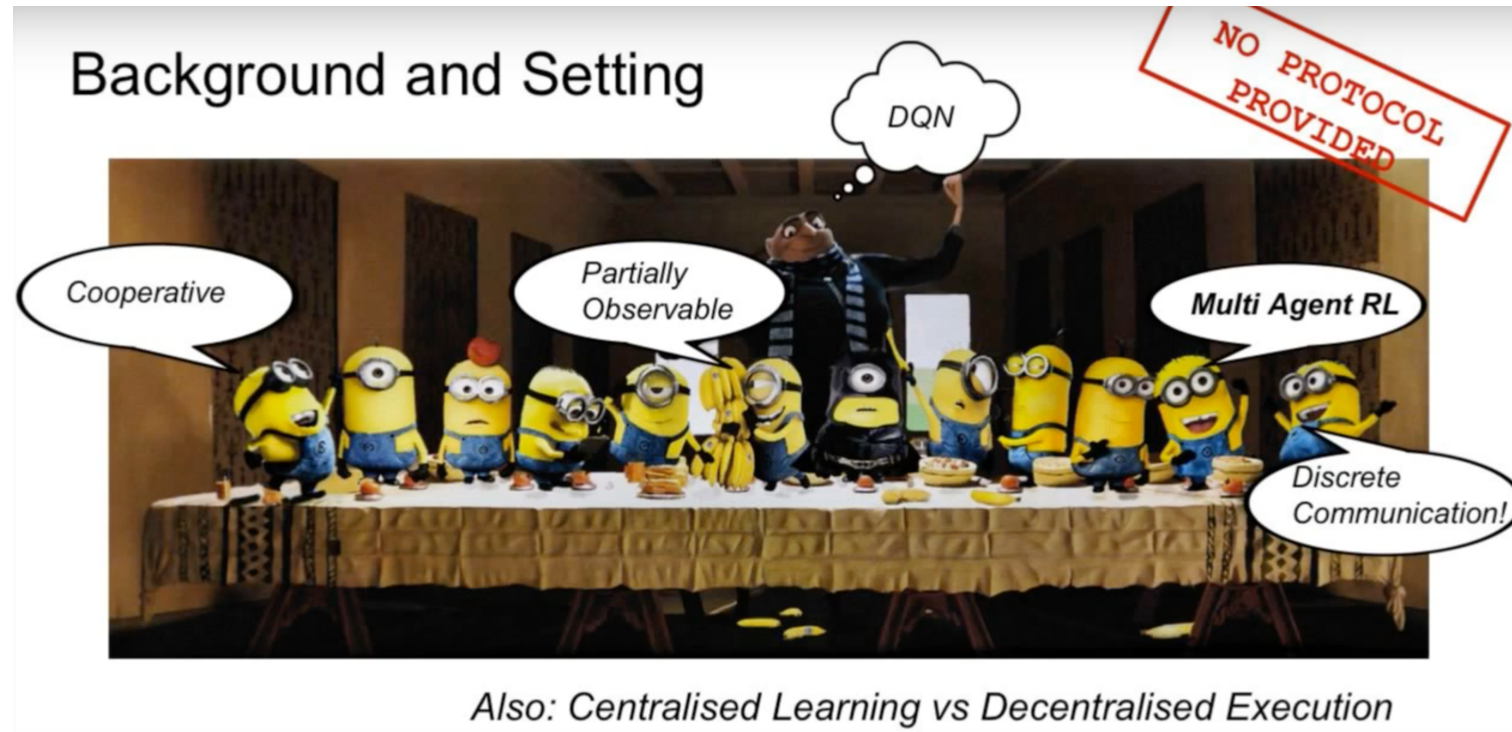 Background and Setting
NO PROTOCOL
PROVIDED
DQN
Cooperative
Partially
Observable
Multi Agent RL
Discrete
Communication!
Also: Centralised Learning vs Decentralised Execution